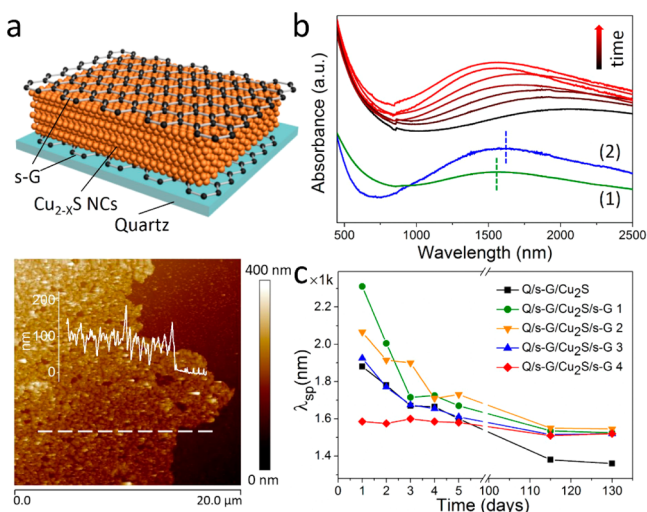 a
s-G
Cu2-XS NCs
Quartz
400 nm
200
100
0
nm
0 nm
0.0
20.0 µm
b
Absorbance (a.u.)
time
(2)
(1)
500
1000
1500
2000
2500
Wavelength (nm)
c
×1k
2.2
2.0
1.8
1.6
1.4
λsp(nm)
Q/s-G/Cu2S
Q/s-G/Cu2S/s-G 1
Q/s-G/Cu2S/s-G 2
Q/s-G/Cu2S/s-G 3
Q/s-G/Cu2S/s-G 4
0 1 2 3 4 5 100 110 120 130
Time (days)